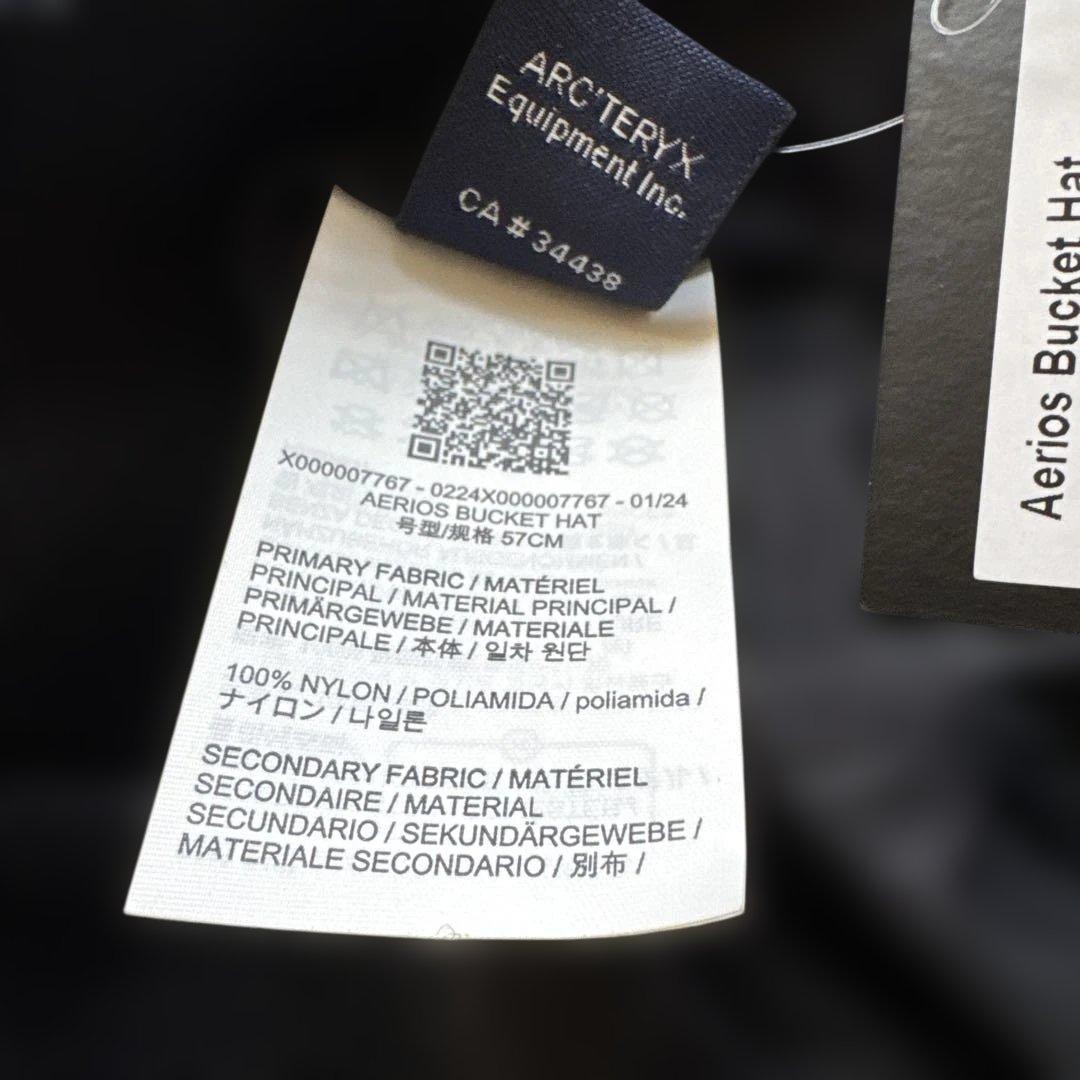 ARC'TERYX
Equipment Inc.
CA # 34438
X000007767 - 0224X000007767 - 01/24
AERIOS BUCKET HAT
号型/规格 57CM
PRIMARY FABRIC / MATÉRIEL
PRINCIPAL / MATERIAL PRINCIPAL /
PRIMÄRGEWEBE / MATERIALE
PRINCIPALE / 本体 / 일차 원단
100% NYLON / POLIAMIDA / poliamida /
ナイロン / 나일론
SECONDARY FABRIC / MATÉRIEL
SECONDAIRE / MATERIAL
SECUNDARIO / SEKUNDÄRGEWEBE /
MATERIALE SECONDARIO / 別布 /
Aerios Bucket Hat